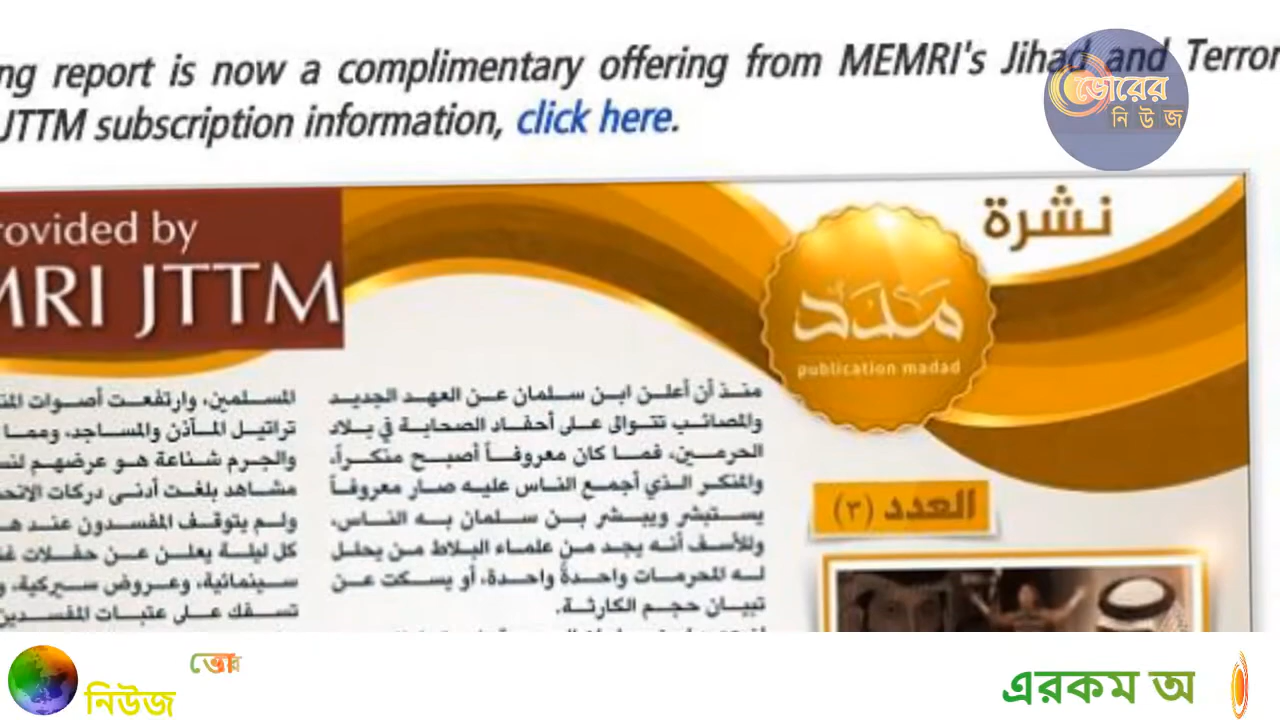 ng report is now a complimentary offering from MEMRI's Jihad and Terror
JTTM subscription information, click here.
ভোরের
নিউজ
rovided by
MRI JTTM
نشرة
مدد
publication madad
العدد (٣)
منذ أن أعلن ابن سلمان عن العهد الجديد
والمصائب تتوالى على أحفاد الصحابة في بلاد
الحرمين، فما كان معروفاً أصبح منكراً،
والمنكر الذي أجمع الناس عليه صار معروفاً
يستبشر ويبشر بن سلمان به الناس،
وللأسف أنه يجد من علماء البلاط من يحلل
له المحرمات واحدةً واحدة، أو يسكت عن
تبيان حجم الكارثة.
المسلمين، وارتفعت أصوات
تراتيل المآذن والمساجد، ومما
والجرم شناعة هو عرضهم
مشاهد بلغت أدنى دركات
ولم يتوقف المفسدون عند
كل ليلة يعلن عن حفلات
سينمائية، وعروض سيركية،
تسفك على عتبات المفسدين
ভোর
নিউজ
এরকম অ